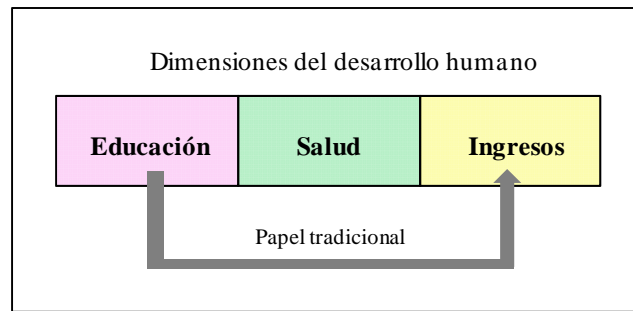 Dimensiones del desarrollo humano
Educación Salud Ingresos
Papel tradicional